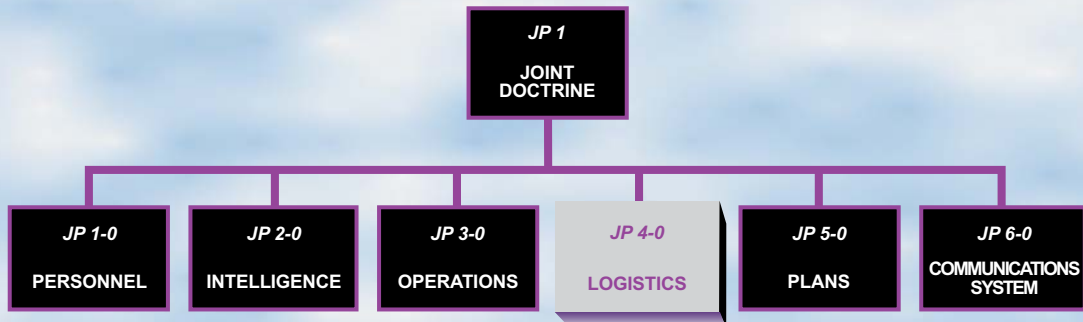 JP 1
JOINT
DOCTRINE
JP 1-0
PERSONNEL
JP 2-0
INTELLIGENCE
JP 3-0
OPERATIONS
JP 4-0
LOGISTICS
JP 5-0
PLANS
JP 6-0
COMMUNICATIONS
SYSTEM